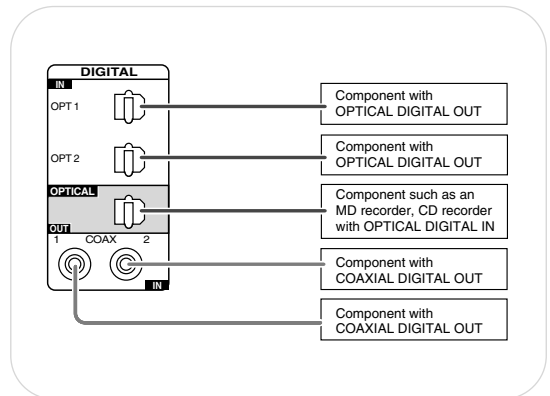 DIGITAL
IN
OPT 1
Component with
OPTICAL DIGITAL OUT
OPT 2
Component with
OPTICAL DIGITAL OUT
OPTICAL
Component such as an
MD recorder, CD recorder
with OPTICAL DIGITAL IN
OUT
1 COAX 2
Component with
COAXIAL DIGITAL OUT
IN
Component with
COAXIAL DIGITAL OUT